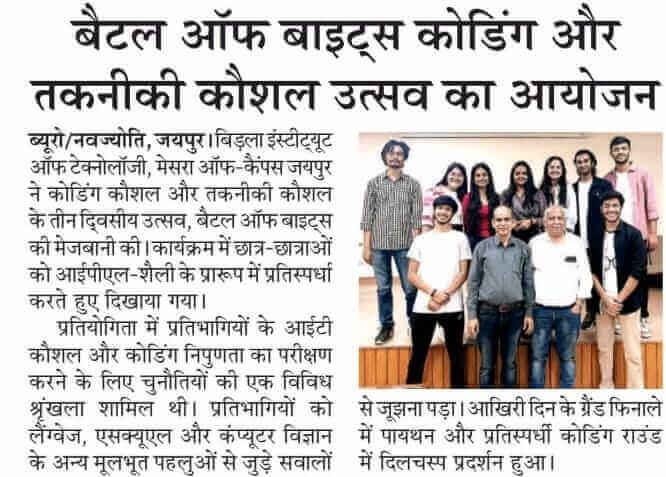 बैटल ऑफ बाइट्स कोडिंग और
तकनीकी कौशल उत्सव का आयोजन
ब्यूरो/नवज्योति, जयपुर। बिड़ला इंस्टीट्यूट
ऑफ टेक्नोलॉजी, मेसरा ऑफ-कैंपस जयपुर
ने कोडिंग कौशल और तकनीकी कौशल
के तीन दिवसीय उत्सव, बैटल ऑफ बाइट्स
की मेजबानी की। कार्यक्रम में छात्र-छात्राओं
को आईपीएल-शैली के प्रारूप में प्रतिस्पर्धा
करते हुए दिखाया गया।
प्रतियोगिता में प्रतिभागियों के आईटी
कौशल और कोडिंग निपुणता का परीक्षण
करने के लिए चुनौतियों की एक विविध
श्रृंखला शामिल थी। प्रतिभागियों को
लैंग्वेज, एसक्यूएल और कंप्यूटर विज्ञान
के अन्य मूलभूत पहलुओं से जुड़े सवालों
से जूझना पड़ा। आखिरी दिन के ग्रैंड फिनाले
में पायथन और प्रतिस्पर्धी कोडिंग राउंड
में दिलचस्प प्रदर्शन हुआ।